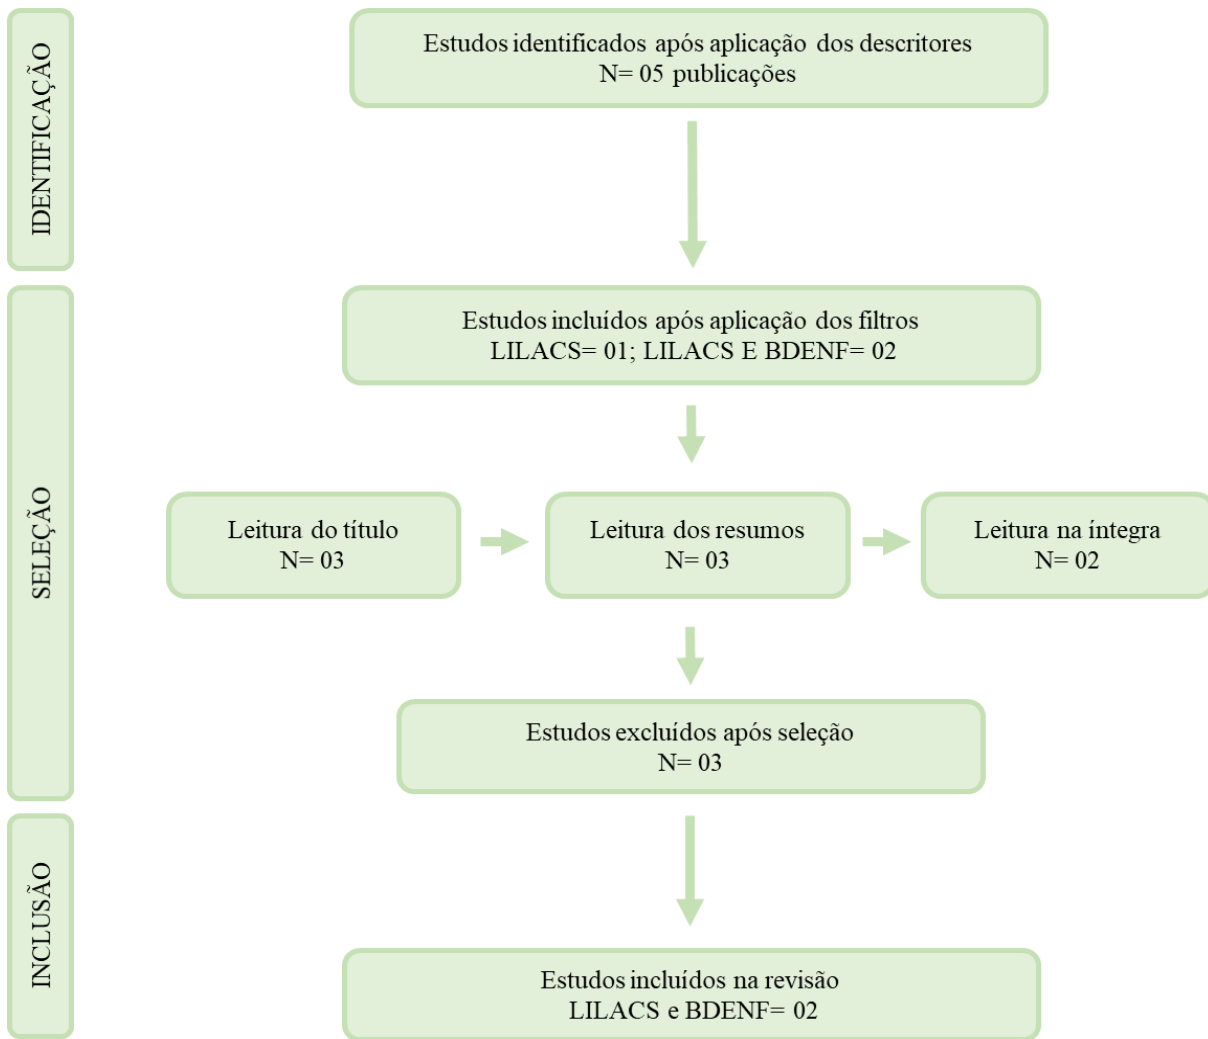 IDENTIFICAÇÃO
Estudos identificados após aplicação dos descritores
N= 05 publicações
SELEÇÃO
Estudos incluídos após aplicação dos filtros
LILACS= 01; LILACS E BDENF= 02
Leitura do título
N= 03
Leitura dos resumos
N= 03
Leitura na íntegra
N= 02
Estudos excluídos após seleção
N= 03
INCLUSÃO
Estudos incluídos na revisão
LILACS e BDENF= 02